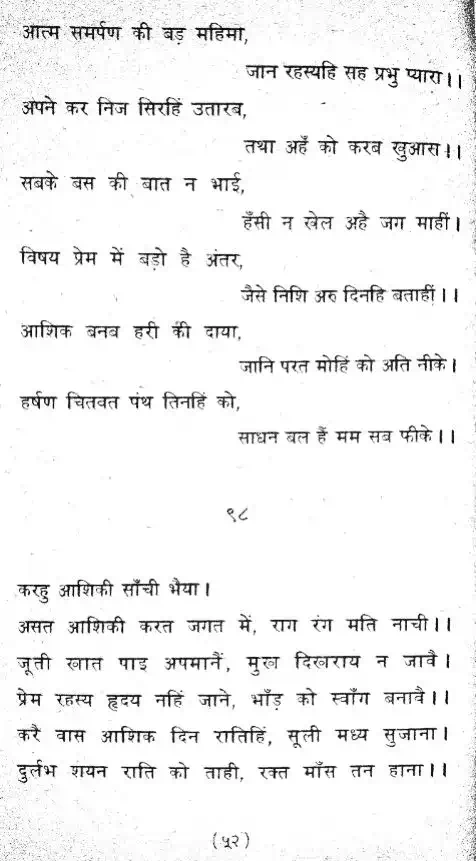 आत्म समर्पण की बड़ महिमा,
जान रहस्यहि सह प्रभु प्यारा।।
अपने कर निज सिरहिं उतारब,
तथा अहँ को करब खुआस।।
सबके बस की बात न भाई,
हँसी न खेल अहै जग माहीं।
विषय प्रेम में बड़ो है अंतर,
जैसे निशि अरु दिनहि बताहीं।।
आशिक बनब हरी की दाया,
जानि परत मोहिं को अति नीके।
हर्षण चितवत पंथ तिनहिं को,
साधन बल हैं मम सब फीके।।
९८
करहु आशिकी साँची भैया।
असत आशिकी करत जगत में, राग रंग मति नाची।।
जूती खात पाइ अपमानैं, मुख दिखराय न जावै।
प्रेम रहस्य हृदय नहिं जाने, भाँड़ को स्वाँग बनावै।।
करै वास आशिक दिन रातिहिं, सूली मध्य सुजाना।
दुर्लभ शयन राति को ताही, रक्त माँस तन हाना।।
(५२)